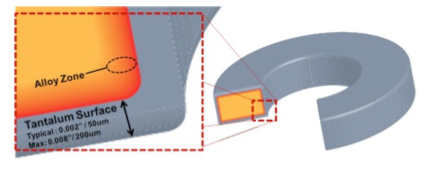 Alloy Zone
Tantalum Surface
Typical: 0.002" / 50um
Max: 0.008"/ 200um